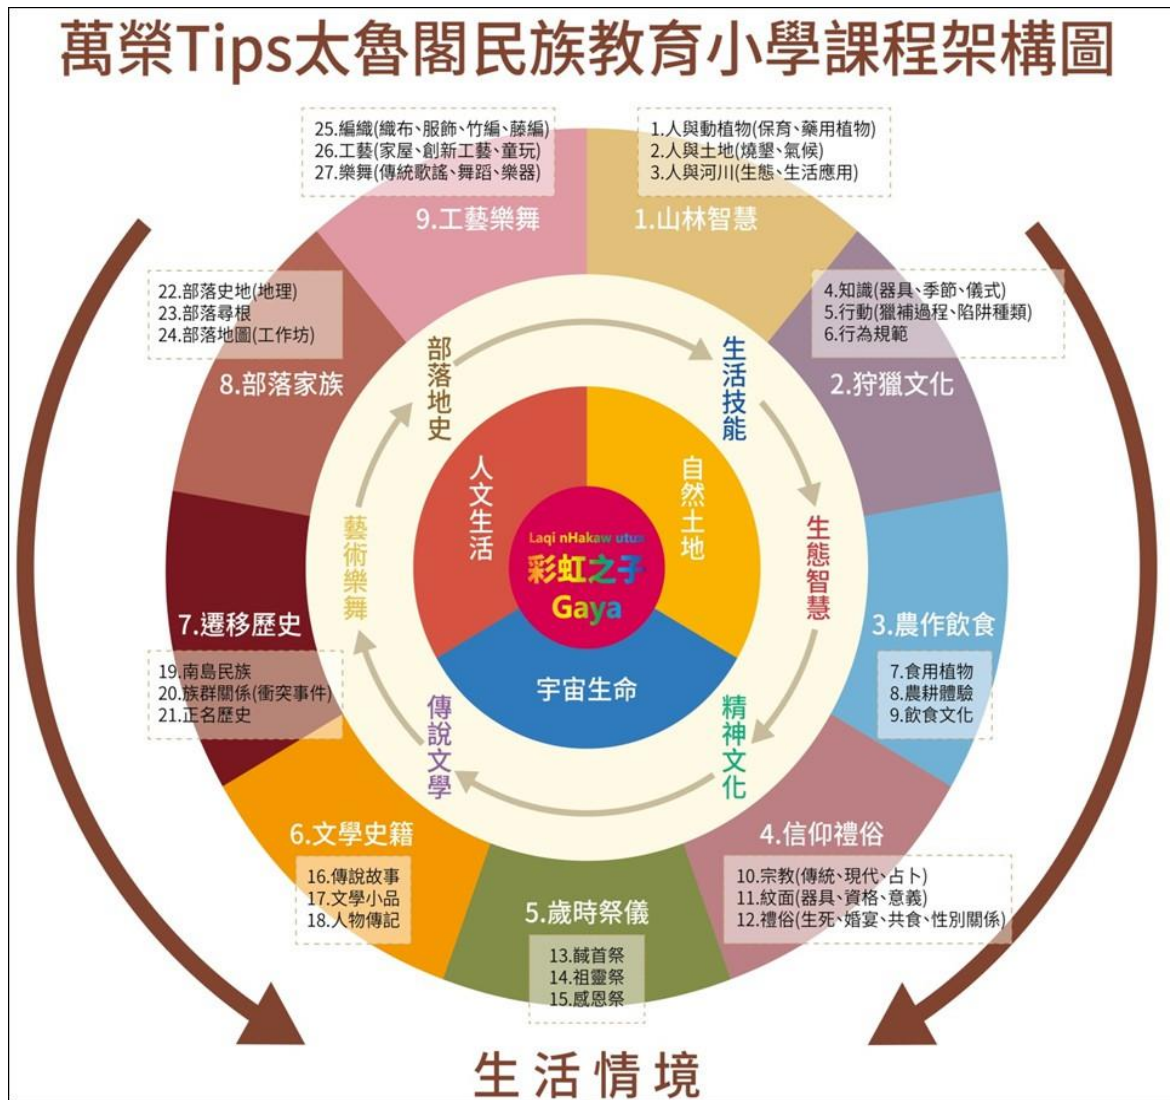 萬榮Tips太魯閣民族教育小學課程架構圖
25.編織(織布、服飾、竹編、藤編)
26.工藝(家屋、創新工藝、童玩)
27.樂舞(傳統歌謠、舞蹈、樂器)
9.工藝樂舞
1.人與動植物(保育、藥用植物)
2.人與土地(燒墾、氣候)
3.人與河川(生態、生活應用)
1.山林智慧
22.部落史地(地理)
23.部落尋根
24.部落地圖(工作坊)
8.部落家族
4.知識(器具、季節、儀式)
5.行動(獵補過程、陷阱種類)
6.行為規範
2.狩獵文化
部落地史
生活技能
人文生活
自然土地
Laqi nHakaw utux
彩虹之子
Gaya
藝術樂舞
生態智慧
7.遷移歷史
19.南島民族
20.族群關係(衝突事件)
21.正名歷史
3.農作飲食
7.食用植物
8.農耕體驗
9.飲食文化
宇宙生命
傳說文學
精神文化
6.文學史籍
16.傳說故事
17.文學小品
18.人物傳記
5.歲時祭儀
13.馘首祭
14.祖靈祭
15.感恩祭
4.信仰禮俗
10.宗教(傳統、現代、占卜)
11.紋面(器具、資格、意義)
12.禮俗(生死、婚宴、共食、性別關係)
生活情境